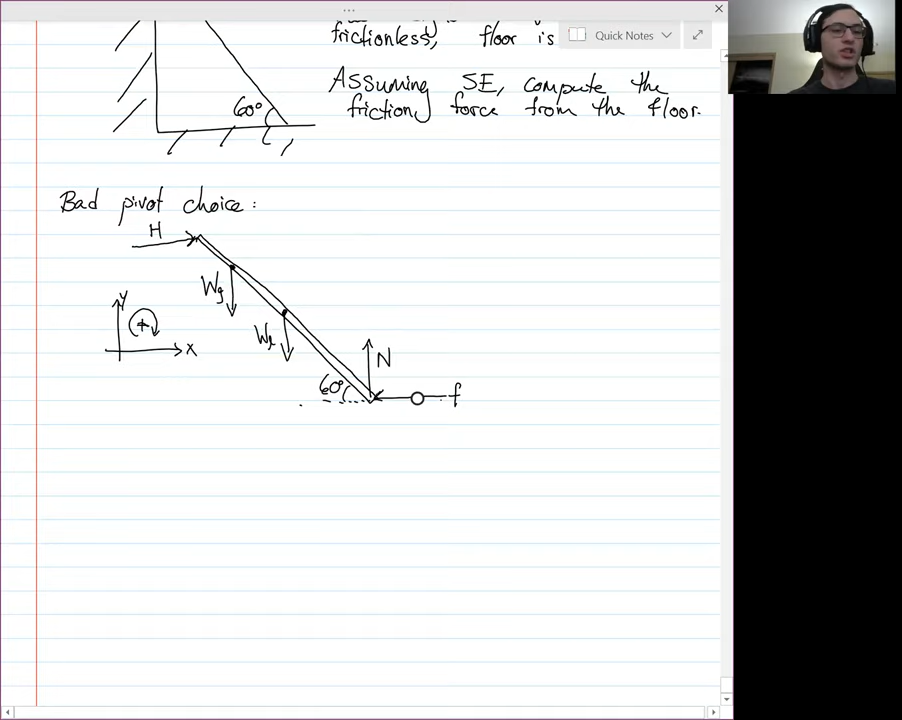 Quick Notes
frictionless, floor is
Assuming SE, compute the
friction force from the floor.
60°
Bad pivot choice:
H
Wg
y
+
x
Wl
N
60°
f